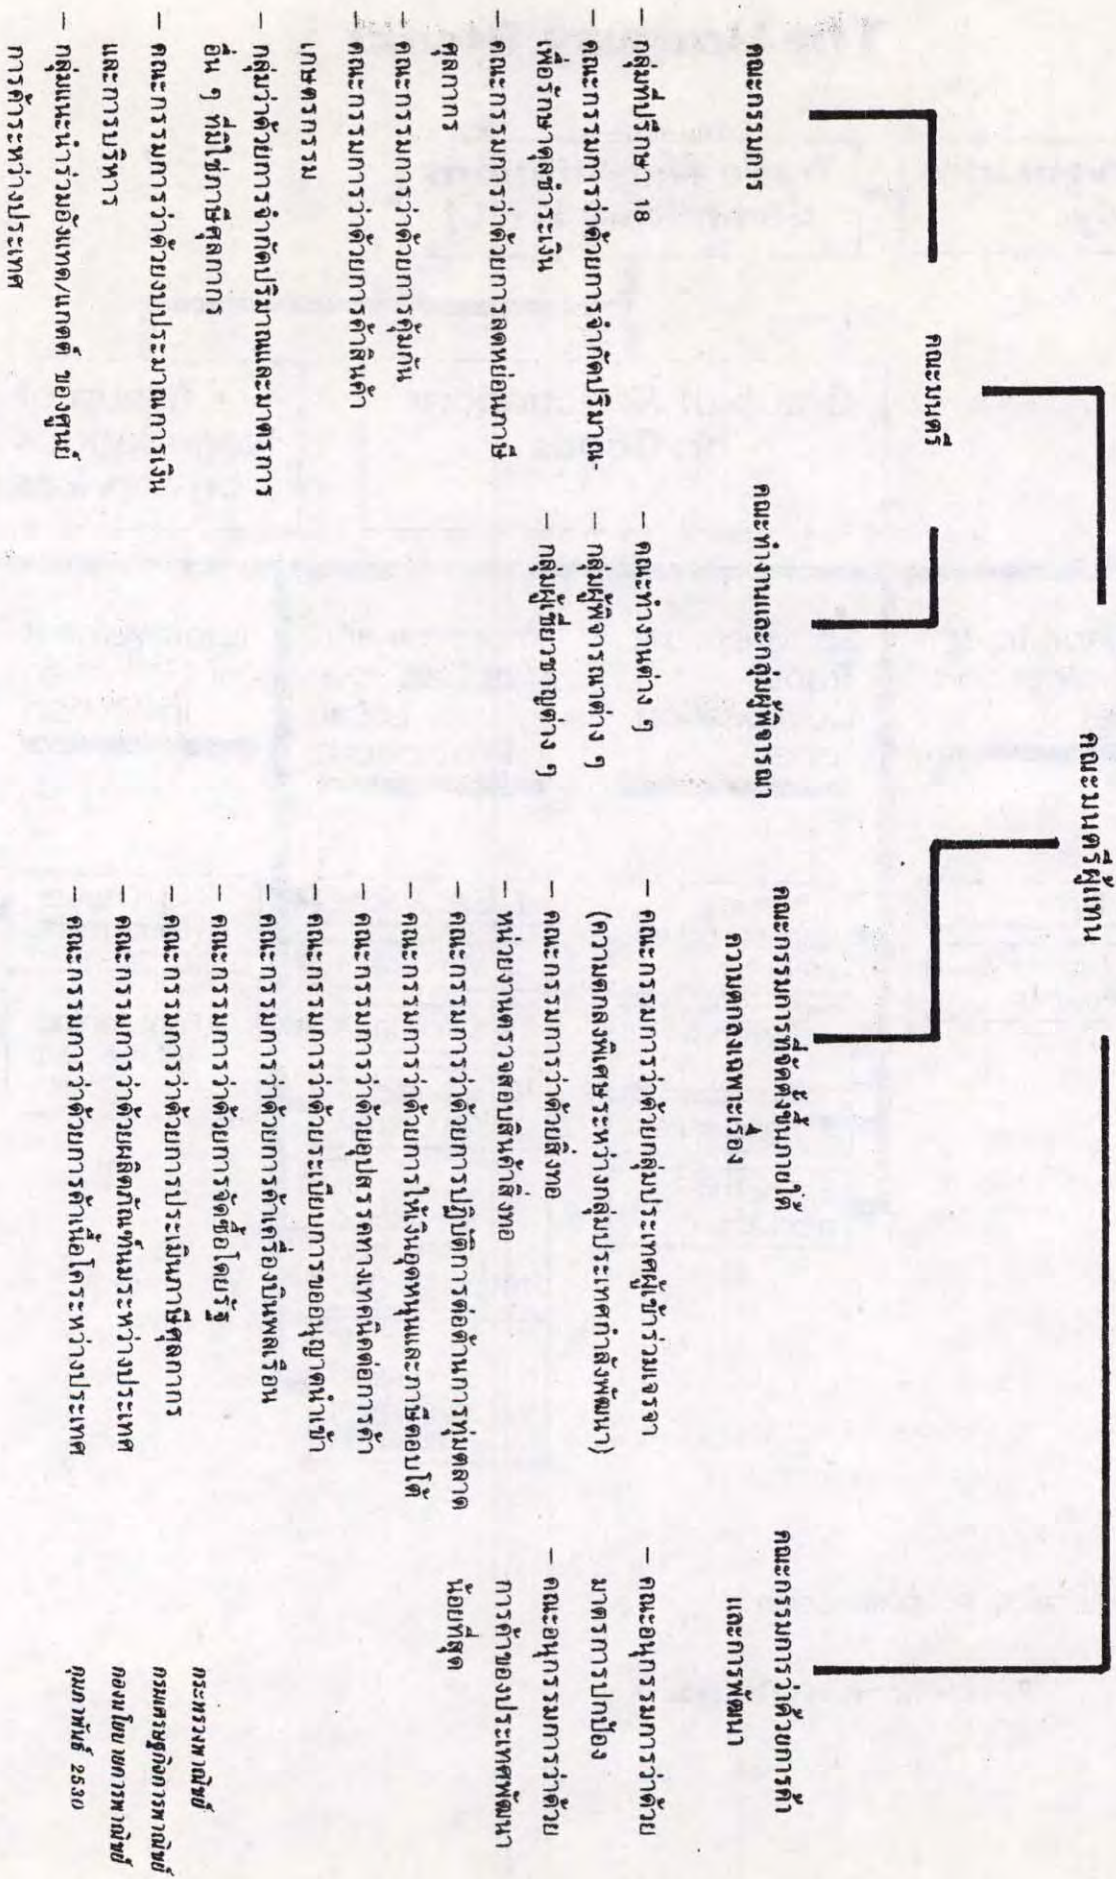 คณะมนตรีผู้แทน
คณะมนตรี
คณะกรรมการ
– กลุ่มที่ปรึกษา 18
– คณะกรรมการว่าด้วยการจำกัดปริมาณ-
เพื่อรักษาดุลชำระเงิน
– คณะกรรมการว่าด้วยการลดหย่อนภาษี
ศุลกากร
– คณะกรรมการว่าด้วยการคุ้มกัน
– คณะกรรมการว่าด้วยการค้าสินค้า
เกษตรกรรม
– กลุ่มว่าด้วยการจำกัดปริมาณและมาตรการ
อื่น ๆ ที่มิใช่ภาษีศุลกากร
– คณะกรรมการว่าด้วยงบประมาณการเงิน
และการบริหาร
– กลุ่มแนะนำร่วมอังแทด/แกตต์ ของศูนย์
การค้าระหว่างประเทศ
คณะทำงานและกลุ่มผู้พิจารณา
– คณะทำงานต่าง ๆ
– กลุ่มผู้พิจารณาต่าง ๆ
– กลุ่มผู้เชี่ยวชาญต่าง ๆ
คณะกรรมการที่จัดตั้งขึ้นภายใต้
ความตกลงเฉพาะเรื่อง
– คณะกรรมการว่าด้วยกลุ่มประเทศผู้เข้าร่วมเจรจา
(ความตกลงพิเศษระหว่างกลุ่มประเทศกำลังพัฒนา)
– คณะกรรมการว่าด้วยสิ่งทอ
หน่วยงานตรวจสอบสินค้าสิ่งทอ
– คณะกรรมการว่าด้วยการปฏิบัติการต่อต้านการทุ่มตลาด
– คณะกรรมการว่าด้วยการให้เงินอุดหนุนและภาษีตอบโต้
– คณะกรรมการว่าด้วยอุปสรรคทางเทคนิคต่อการค้า
– คณะกรรมการว่าด้วยระเบียบการขออนุญาตนำเข้า
– คณะกรรมการว่าด้วยการค้าเครื่องบินพลเรือน
– คณะกรรมการว่าด้วยการจัดซื้อโดยรัฐ
– คณะกรรมการว่าด้วยการประเมินภาษีศุลกากร
– คณะกรรมการว่าด้วยผลิตภัณฑ์นมระหว่างประเทศ
– คณะกรรมการว่าด้วยการค้าเนื้อโคระหว่างประเทศ
คณะกรรมการว่าด้วยการค้า
และการพัฒนา
– คณะอนุกรรมการว่าด้วย
มาตรการปกป้อง
– คณะอนุกรรมการว่าด้วย
การค้าของประเทศพัฒนา
น้อยที่สุด
กระทรวงพาณิชย์
กรมเศรษฐกิจการพาณิชย์
กองนโยบายการพาณิชย์
กุมภาพันธ์ 2530